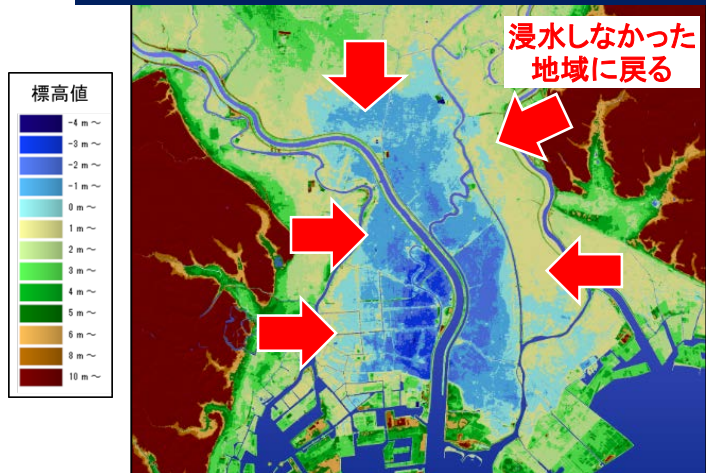 浸水しなかった
地域に戻る
標高値
-4 m ～
-3 m ～
-2 m ～
-1 m ～
0 m ～
1 m ～
2 m ～
3 m ～
4 m ～
5 m ～
6 m ～
8 m ～
10 m ～